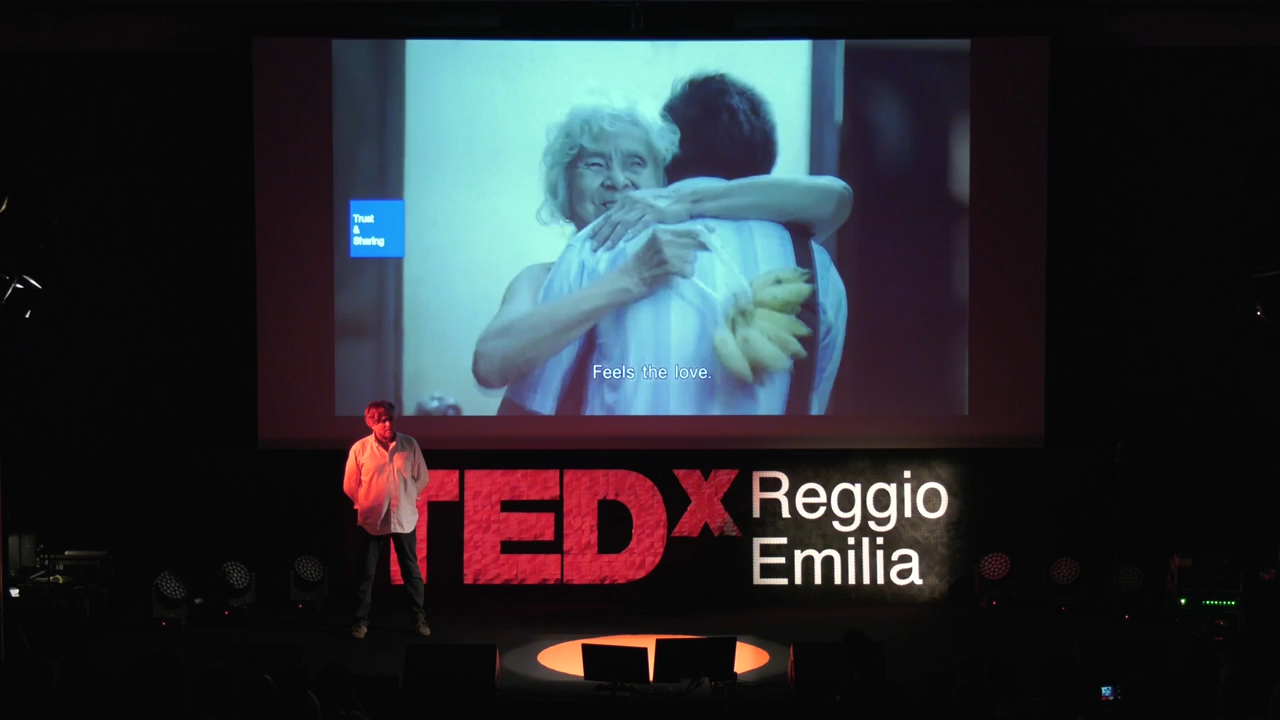 Trust
&
Sharing
Feels the love.
TEDx
Reggio
Emilia